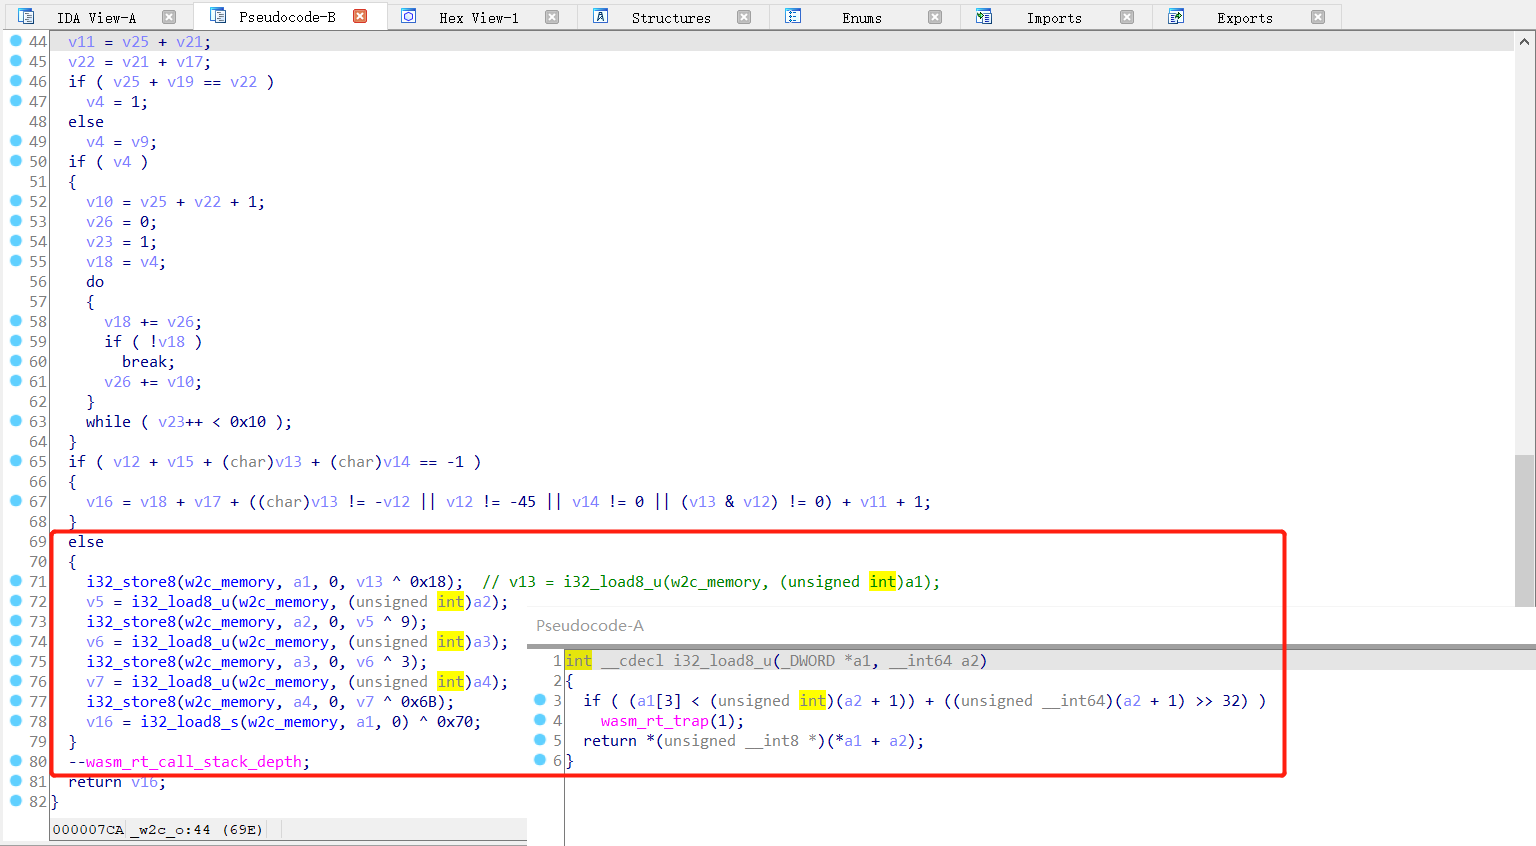 IDA View-A Pseudocode-B Hex View-1 Structures Enums Imports Exports
44 v11 = v25 + v21;
45 v22 = v21 + v17;
46 if ( v25 + v19 == v22 )
47 v4 = 1;
48 else
49 v4 = v9;
50 if ( v4 )
51 {
52 v10 = v25 + v22 + 1;
53 v26 = 0;
54 v23 = 1;
55 v18 = v4;
56 do
57 {
58 v18 += v26;
59 if ( !v18 )
60 break;
61 v26 += v10;
62 }
63 while ( v23++ < 0x10 );
64 }
65 if ( v12 + v15 + (char)v13 + (char)v14 == -1 )
66 {
67 v16 = v18 + v17 + ((char)v13 != -v12 || v12 != -45 || v14 != 0 || (v13 & v12) != 0) + v11 + 1;
68 }
69 else
70 {
71 i32_store8(w2c_memory, a1, 0, v13 ^ 0x18); // v13 = i32_load8_u(w2c_memory, (unsigned int)a1);
72 v5 = i32_load8_u(w2c_memory, (unsigned int)a2);
73 i32_store8(w2c_memory, a2, 0, v5 ^ 9);
74 v6 = i32_load8_u(w2c_memory, (unsigned int)a3);
75 i32_store8(w2c_memory, a3, 0, v6 ^ 3);
76 v7 = i32_load8_u(w2c_memory, (unsigned int)a4);
77 i32_store8(w2c_memory, a4, 0, v7 ^ 0x6B);
78 v16 = i32_load8_s(w2c_memory, a1, 0) ^ 0x70;
79 }
80 --wasm_rt_call_stack_depth;
81 return v16;
82 }
000007CA _w2c_o:44 (69E)
Pseudocode-A
1 int __cdecl i32_load8_u(_DWORD *a1, __int64 a2)
2 {
3 if ( (a1[3] < (unsigned int)(a2 + 1)) + ((unsigned __int64)(a2 + 1) >> 32) )
4 wasm_rt_trap(1);
5 return *(unsigned __int8 *)(*a1 + a2);
6 }